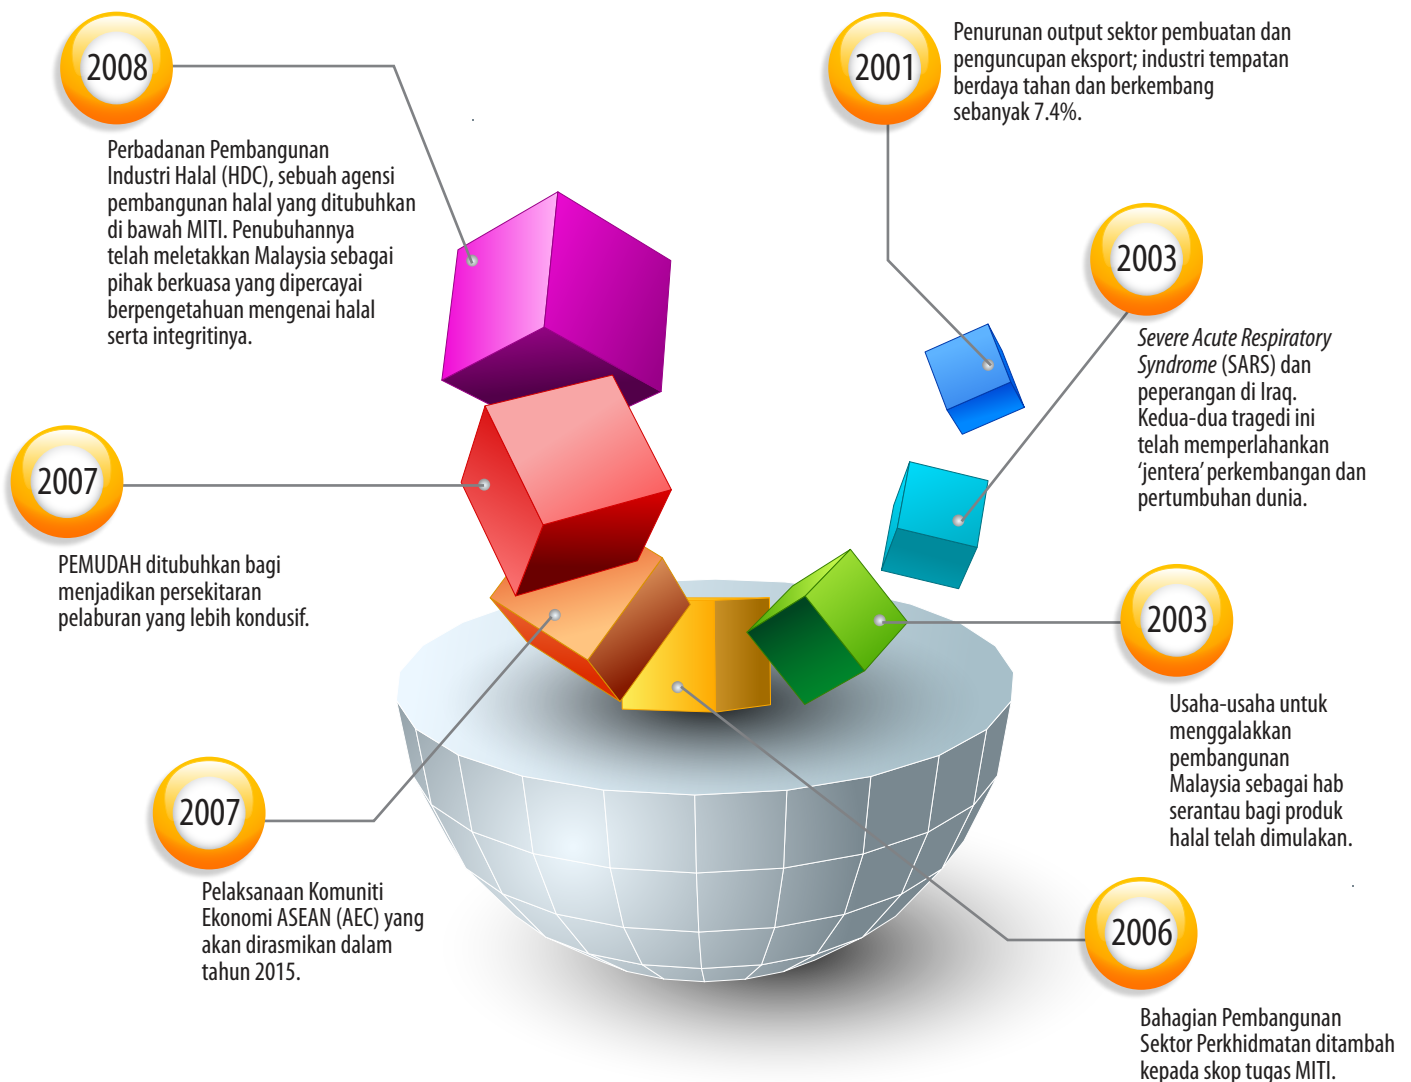 2001
Penurunan output sektor pembuatan dan
penguncupan eksport; industri tempatan
berdaya tahan dan berkembang
sebanyak 7.4%.
2003
Severe Acute Respiratory
Syndrome (SARS) dan
peperangan di Iraq.
Kedua-dua tragedi ini
telah memperlahankan
‘jentera’ perkembangan dan
pertumbuhan dunia.
2003
Usaha-usaha untuk
menggalakkan
pembangunan
Malaysia sebagai hab
serantau bagi produk
halal telah dimulakan.
2006
Bahagian Pembangunan
Sektor Perkhidmatan ditambah
kepada skop tugas MITI.
2007
Pelaksanaan Komuniti
Ekonomi ASEAN (AEC) yang
akan dirasmikan dalam
tahun 2015.
2007
PEMUDAH ditubuhkan bagi
menjadikan persekitaran
pelaburan yang lebih kondusif.
2008
Perbadanan Pembangunan
Industri Halal (HDC), sebuah agensi
pembangunan halal yang ditubuhkan
di bawah MITI. Penubuhannya
telah meletakkan Malaysia sebagai
pihak berkuasa yang dipercayai
berpengetahuan mengenai halal
serta integritinya.